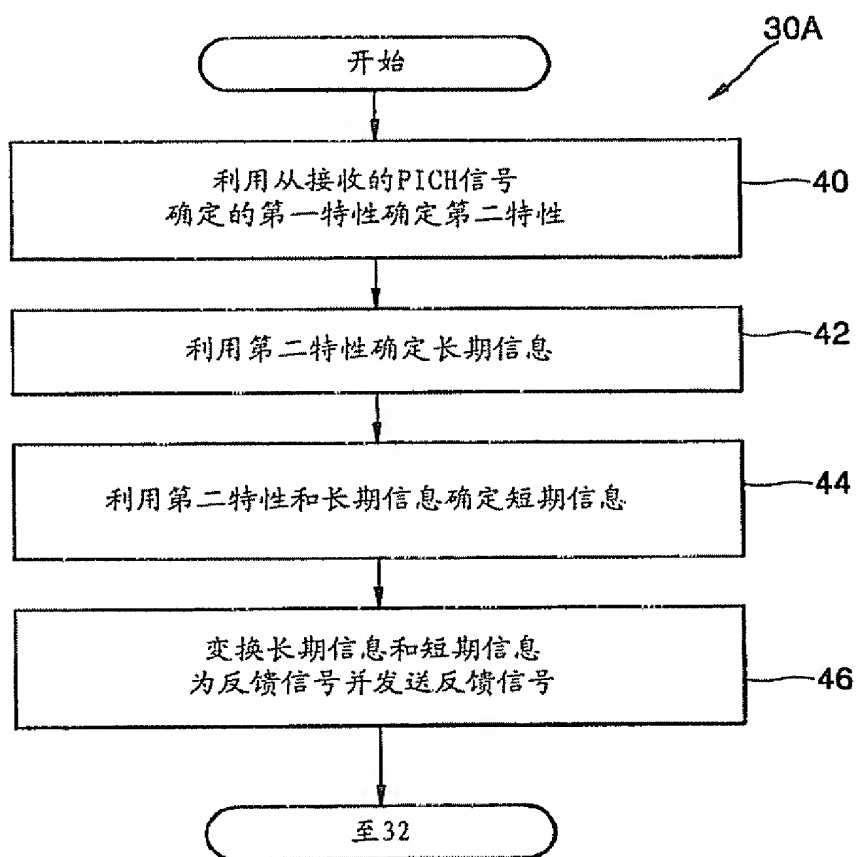 30A
开始
利用从接收的PICH信号
确定的第一特性确定第二特性
40
利用第二特性确定长期信息
42
利用第二特性和长期信息确定短期信息
44
变换长期信息和短期信息
为反馈信号并发送反馈信号
46
至32